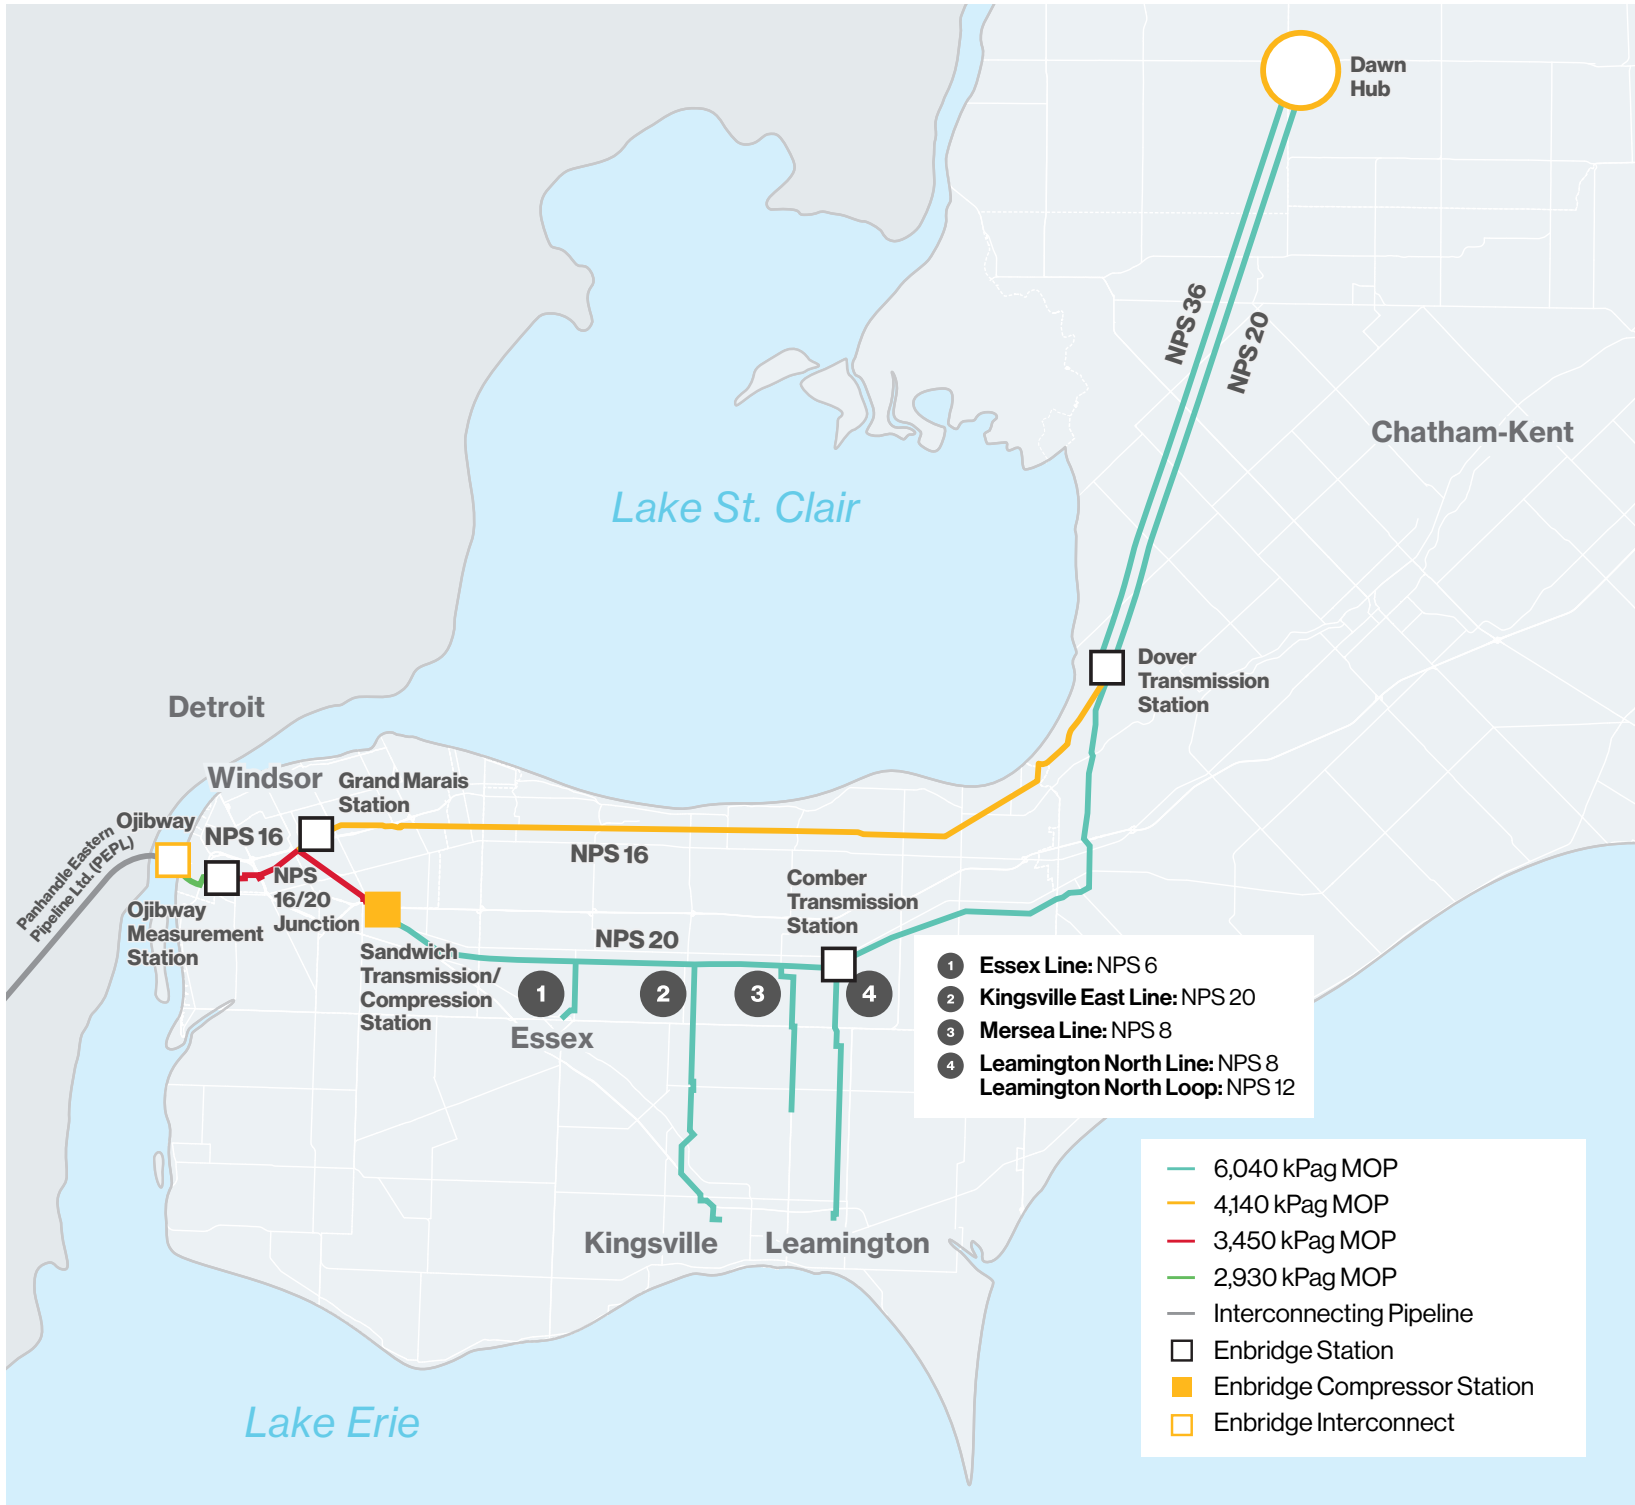 Dawn
Hub
NPS 36
NPS 20
Chatham-Kent
Lake St. Clair
Dover
Transmission
Station
Detroit
Windsor
Grand Marais
Station
Ojibway
NPS 16
Panhandle Eastern
Pipeline Ltd. (PEPL)
NPS 16
NPS
16/20
Junction
Ojibway
Measurement
Station
Comber
Transmission
Station
NPS 20
Sandwich
Transmission/
Compression
Station
1
2
3
4
Essex
1 Essex Line: NPS 6
2 Kingsville East Line: NPS 20
3 Mersea Line: NPS 8
4 Leamington North Line: NPS 8
Leamington North Loop: NPS 12
Kingsville
Leamington
6,040 kPag MOP
4,140 kPag MOP
3,450 kPag MOP
2,930 kPag MOP
Interconnecting Pipeline
Enbridge Station
Enbridge Compressor Station
Enbridge Interconnect
Lake Erie